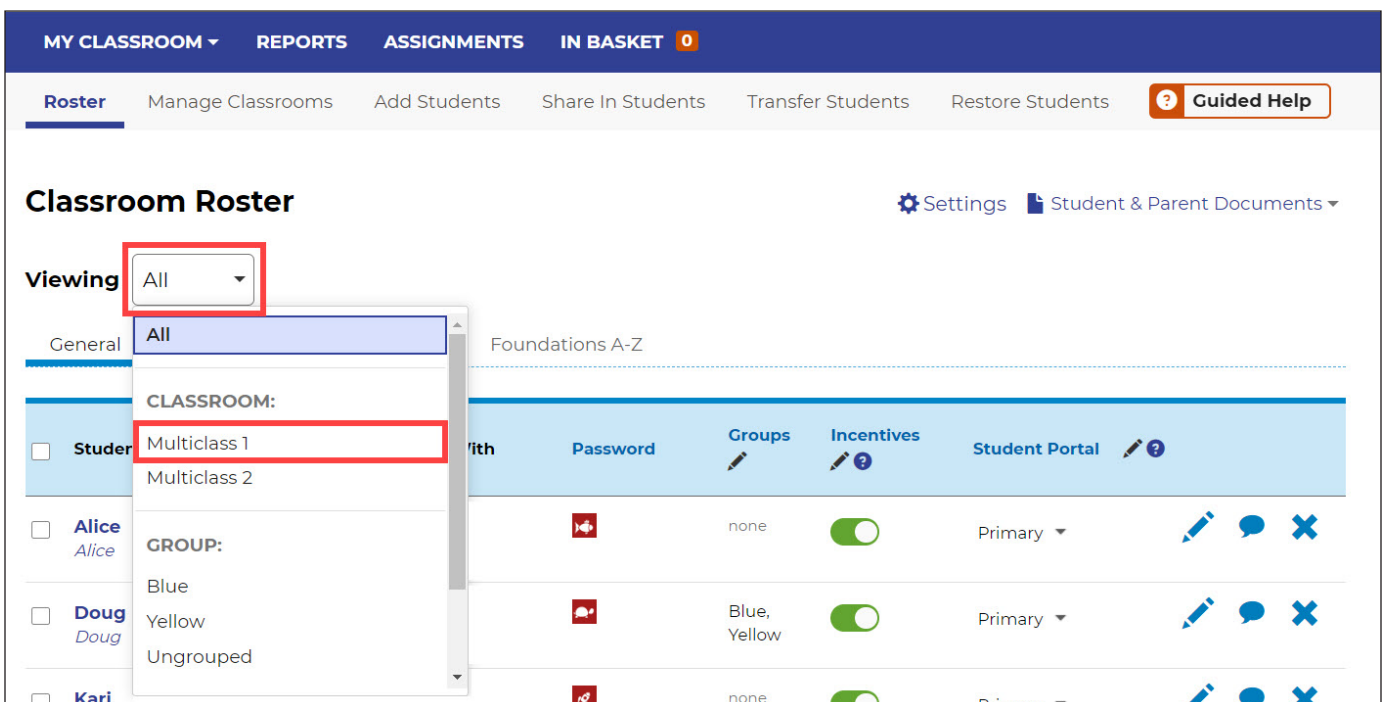 MY CLASSROOM REPORTS ASSIGNMENTS IN BASKET 0
Roster Manage Classrooms Add Students Share In Students Transfer Students Restore Students ? Guided Help
Classroom Roster
Settings Student & Parent Documents
Viewing All
General All Foundations A-Z
CLASSROOM:
Multiclass 1
Multiclass 2
GROUP:
Blue
Yellow
Ungrouped
Password Groups Incentives ? Student Portal ?
Alice none Primary
Alice
Doug Blue, Primary
Doug Yellow
Kari none